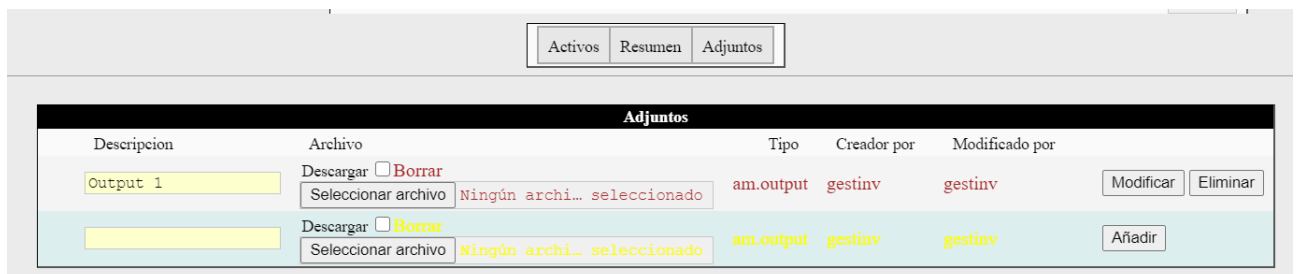 Activos Resumen Adjuntos
Adjuntos
Descripcion Archivo Tipo Creador por Modificado por
Descargar Borrar
Output 1 Seleccionar archivo Ningún archi… seleccionado am.output gestinv gestinv Modificar Eliminar
Descargar Borrar
Seleccionar archivo Ningún archi… seleccionado am.output gestinv gestinv Añadir